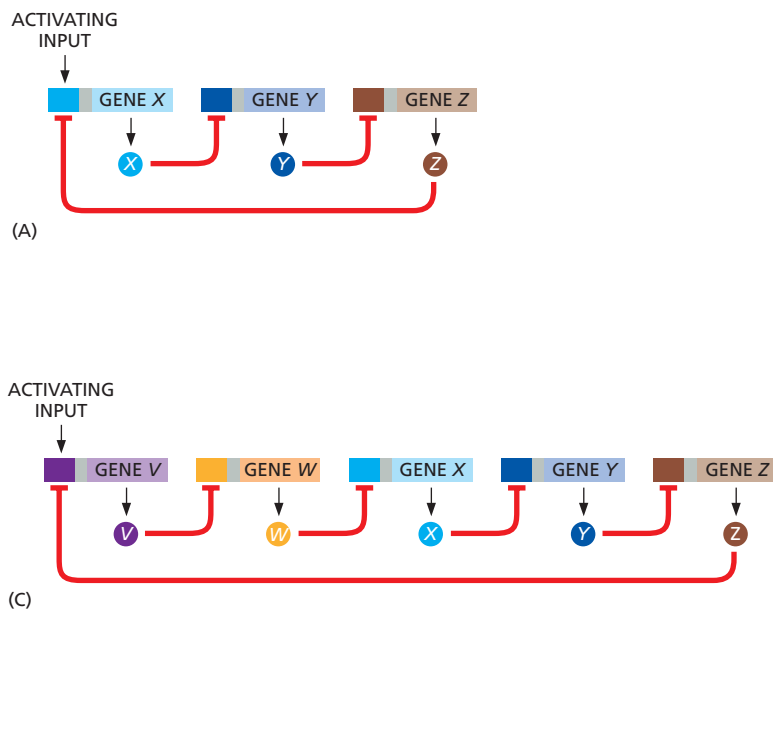 ACTIVATING
INPUT
GENE X GENE Y GENE Z
X Y Z
(A)
ACTIVATING
INPUT
GENE V GENE W GENE X GENE Y GENE Z
V W X Y Z
(C)